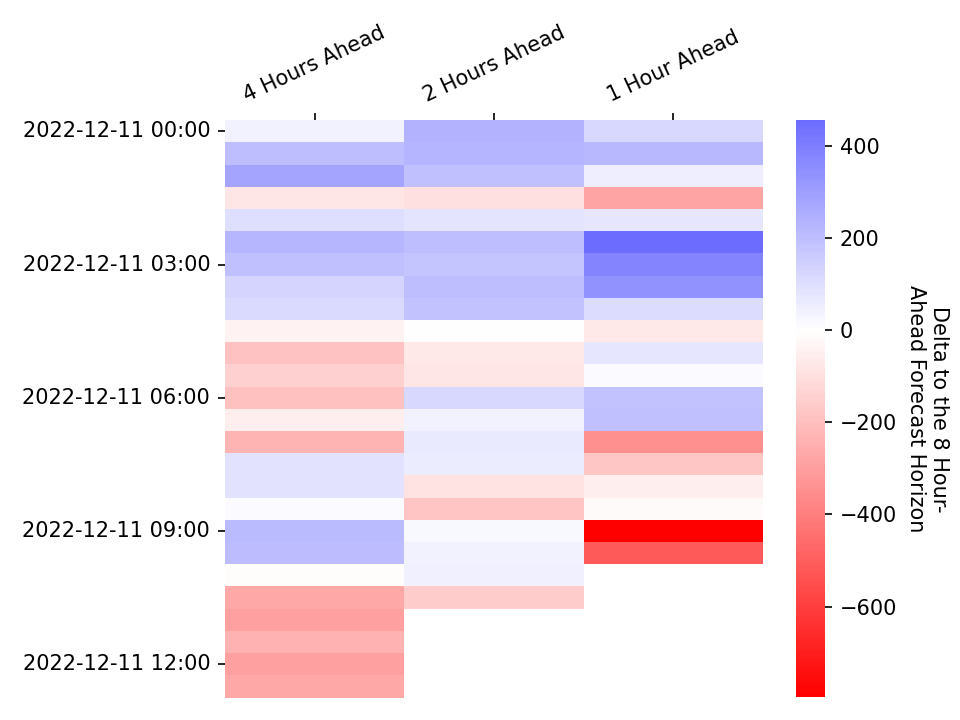 4 Hours Ahead
2 Hours Ahead
1 Hour Ahead
2022-12-11 00:00
2022-12-11 03:00
2022-12-11 06:00
2022-12-11 09:00
2022-12-11 12:00
400
200
0
−200
−400
−600
Delta to the 8 Hour-
Ahead Forecast Horizon